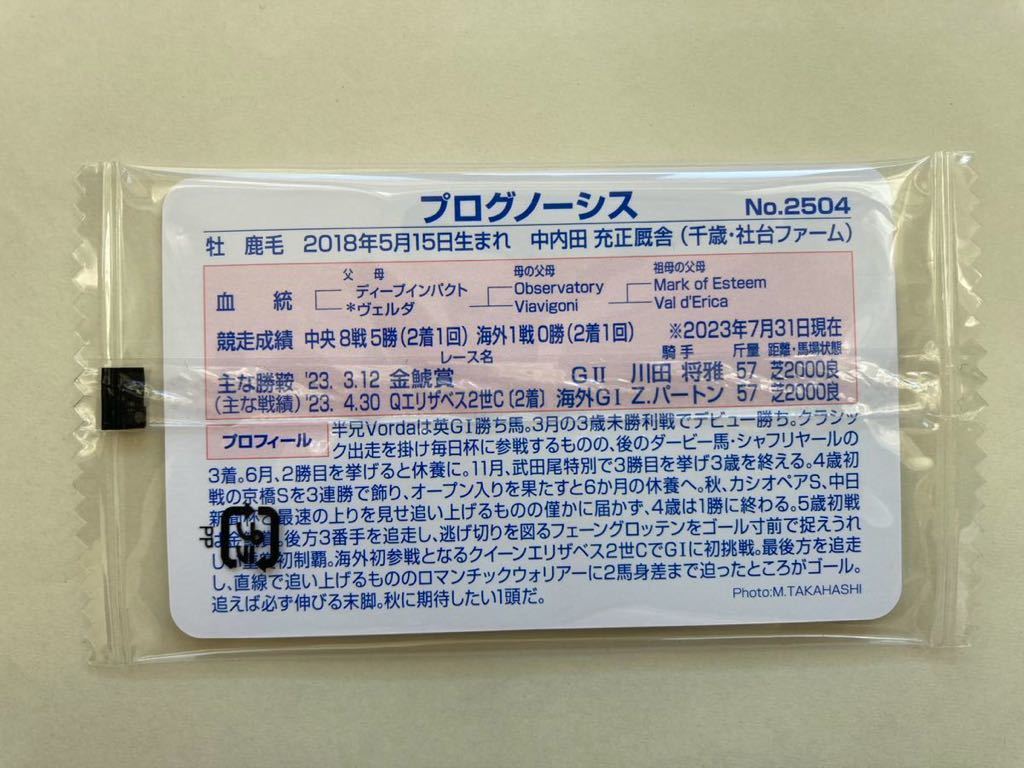 プログノーシス No.2504
牡 鹿毛 2018年5月15日生まれ 中内田 充正厩舎(千歳・社台ファーム)
父 母 母の父母 祖母の父母
ディープインパクト Observatory Mark of Esteem
血統
*ヴェルダ Viavigoni Val d'Erica
競走成績 中央8戦5勝(2着1回) 海外1戦0勝(2着1回) ※2023年7月31日現在
レース名 騎手 斤量 距離・馬場状態
主な勝鞍 '23. 3.12 金鯱賞 GⅡ 川田 将雅 57 芝2000良
(主な戦績) '23. 4.30 Qエリザベス2世C(2着) 海外GⅠ Z.パートン 57 芝2000良
プロフィール 半兄Vordaは英GⅠ勝ち馬。3月の3歳未勝利戦でデビュー勝ち。クラシッ
ク出走を掛け毎日杯に参戦するものの、後のダービー馬・シャフリヤールの
3着。6月、2勝目を挙げると休養に。11月、武田尾特別で3勝目を挙げ3歳を終える。4歳初
戦の京橋Sを3連勝で飾り、オープン入りを果たすと6か月の休養へ。秋、カシオペアS、中日
新聞杯と最速の上りを見せ追い上げるものの僅かに届かず、4歳は1勝に終わる。5歳初戦
金 。後方3番手を追走し、逃げ切りを図るフェーングロッテンをゴール寸前で捉えうれ
し 初制覇。海外初参戦となるクイーンエリザベス2世CでGⅠに初挑戦。最後方を追走
し、直線で追い上げるもののロマンチックウォリアーに2馬身差まで迫ったところがゴール。
追えば必ず伸びる末脚。秋に期待したい1頭だ。
Photo:M.TAKAHASHI
PP